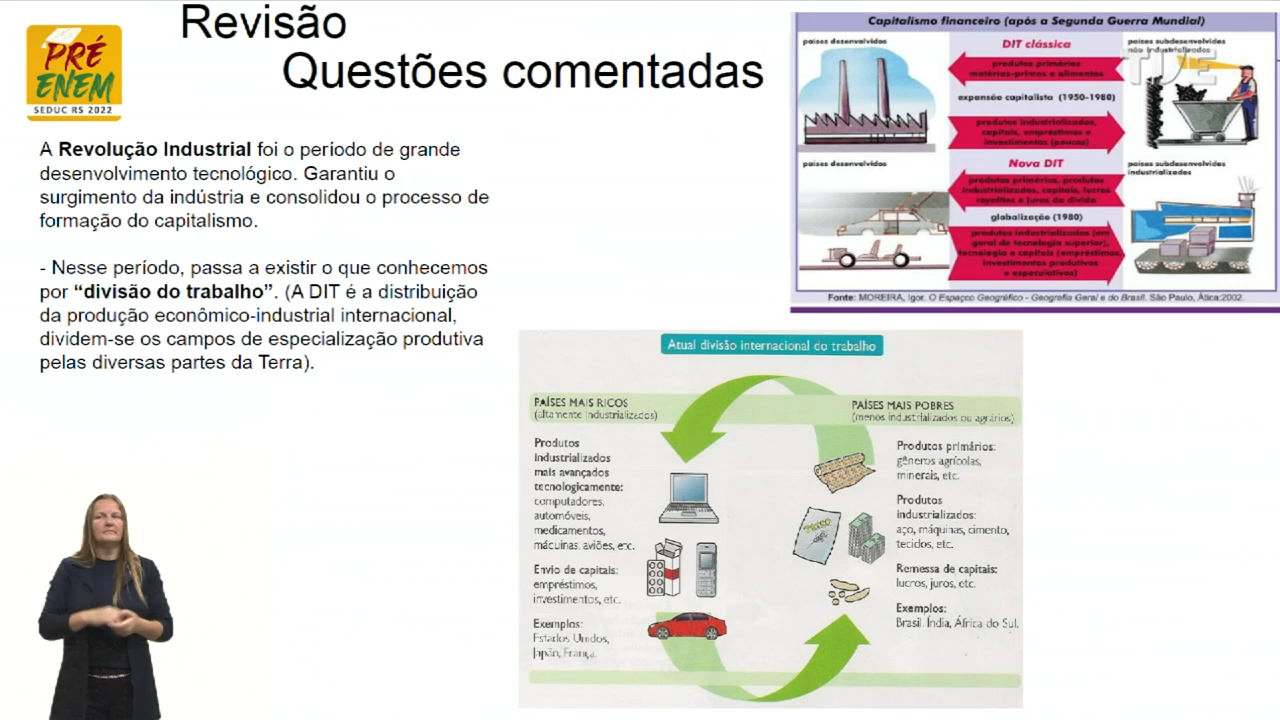 Revisão
Questões comentadas
PRÉ
ENEM
SEDUC RS 2022
A Revolução Industrial foi o período de grande
desenvolvimento tecnológico. Garantiu o
surgimento da indústria e consolidou o processo de
formação do capitalismo.
- Nesse período, passa a existir o que conhecemos
por “divisão do trabalho”. (A DIT é a distribuição
da produção econômico-industrial internacional,
dividem-se os campos de especialização produtiva
pelas diversas partes da Terra).
Capitalismo financeiro (após a Segunda Guerra Mundial)
países desenvolvidos
DIT clássica
países subdesenvolvidos
não industrializados
TVE
produtos primários
matérias-primas e alimentos
expansão capitalista (1950-1980)
produtos industrializados,
capitais, empréstimos e
investimentos (poucos)
países desenvolvidos
Nova DIT
países subdesenvolvidos
industrializados
produtos primários, produtos
industrializados, capitais, lucros
royalties e juros da dívida
globalização (1980)
produtos industrializados (em
geral de tecnologia superior),
tecnologia e capitais (empréstimos,
investimentos produtivos
e especulativos)
Fonte: MOREIRA, Igor. O Espaço Geográfico - Geografia Geral e do Brasil. São Paulo, Ática:2002.
Atual divisão internacional do trabalho
PAÍSES MAIS RICOS
(altamente industrializados)
Produtos
industrializados
mais avançados
tecnologicamente:
computadores,
automóveis,
medicamentos,
máquinas, aviões, etc.
Envio de capitais:
empréstimos,
investimentos, etc.
Exemplos:
Estados Unidos,
Japão, França.
PAÍSES MAIS POBRES
(menos industrializados ou agrários)
Produtos primários:
gêneros agrícolas,
minerais, etc.
Produtos
industrializados:
aço, máquinas, cimento,
tecidos, etc.
Remessa de capitais:
lucros, juros, etc.
Exemplos:
Brasil, Índia, África do Sul.